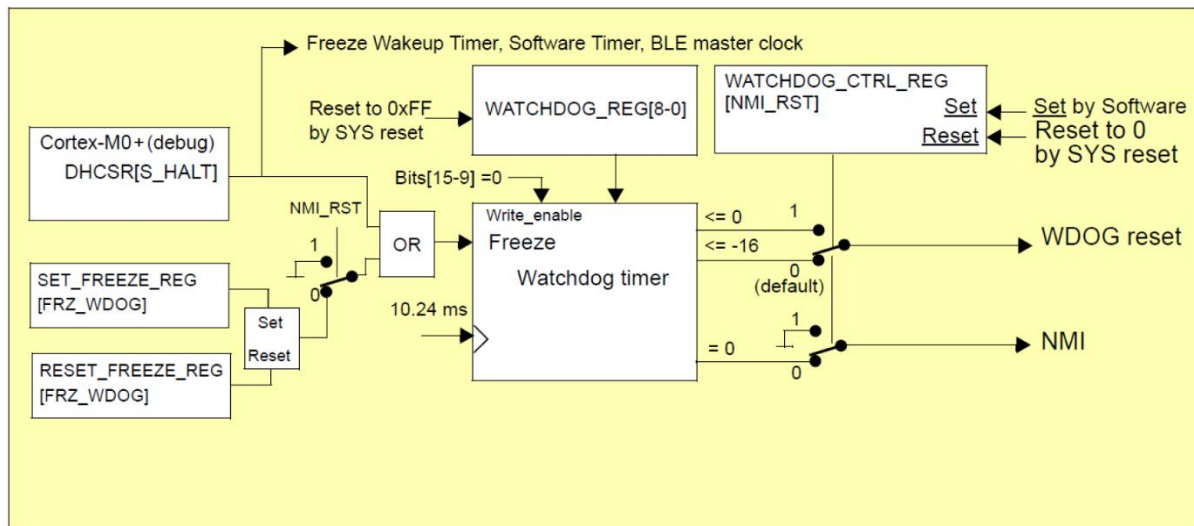 Freeze Wakeup Timer, Software Timer, BLE master clock
Cortex-M0+ (debug)
DHCSR[S_HALT]
Reset to 0xFF
by SYS reset
WATCHDOG_REG[8-0]
WATCHDOG_CTRL_REG
[NMI_RST]
Set
Reset
Set by Software
Reset to 0
by SYS reset
Bits[15-9] =0
NMI_RST
1
0
OR
Write_enable
Freeze
Watchdog timer
10.24 ms
<= 0
<= -16
= 0
1
0
(default)
WDOG reset
1
0
NMI
SET_FREEZE_REG
[FRZ_WDOG]
Set
Reset
RESET_FREEZE_REG
[FRZ_WDOG]